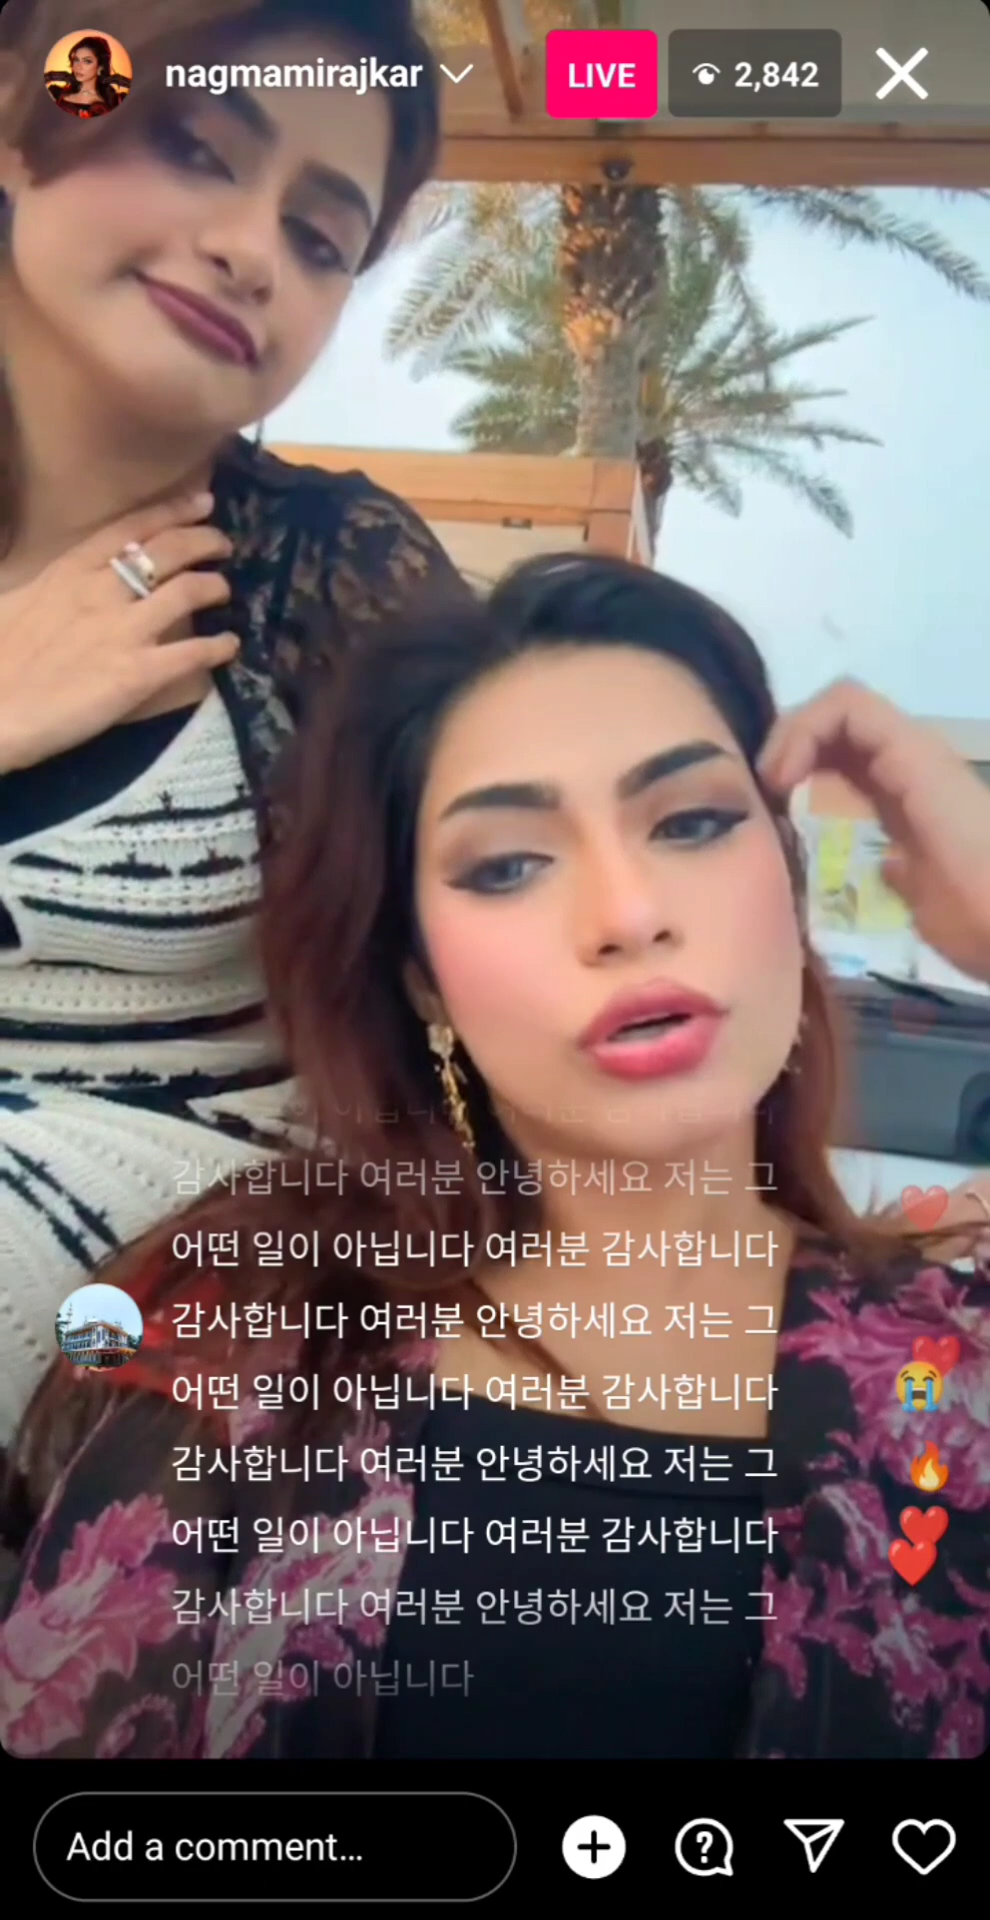 nagmamirajkar
LIVE
2,842
감사합니다 여러분 안녕하세요 저는 그
어떤 일이 아닙니다 여러분 감사합니다
감사합니다 여러분 안녕하세요 저는 그
어떤 일이 아닙니다 여러분 감사합니다
감사합니다 여러분 안녕하세요 저는 그
어떤 일이 아닙니다 여러분 감사합니다
감사합니다 여러분 안녕하세요 저는 그
어떤 일이 아닙니다
Add a comment...